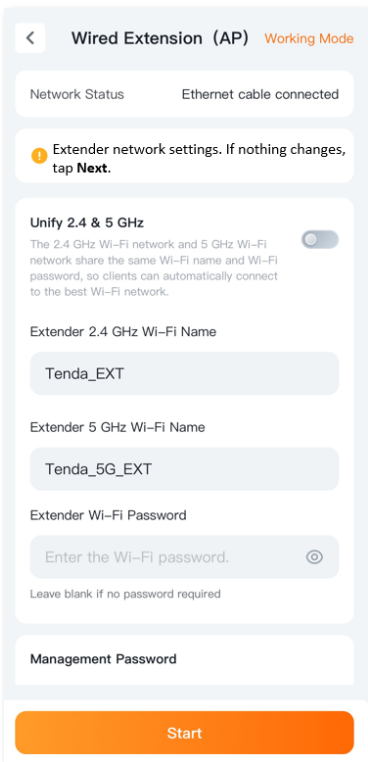 Wired Extension（AP） Working Mode
Network Status Ethernet cable connected
Extender network settings. If nothing changes,
tap Next.
Unify 2.4 & 5 GHz
The 2.4 GHz Wi-Fi network and 5 GHz Wi-Fi
network share the same Wi-Fi name and Wi-Fi
password, so clients can automatically connect
to the best Wi-Fi network.
Extender 2.4 GHz Wi-Fi Name
Tenda_EXT
Extender 5 GHz Wi-Fi Name
Tenda_5G_EXT
Extender Wi-Fi Password
Enter the Wi-Fi password.
Leave blank if no password required
Management Password
Start